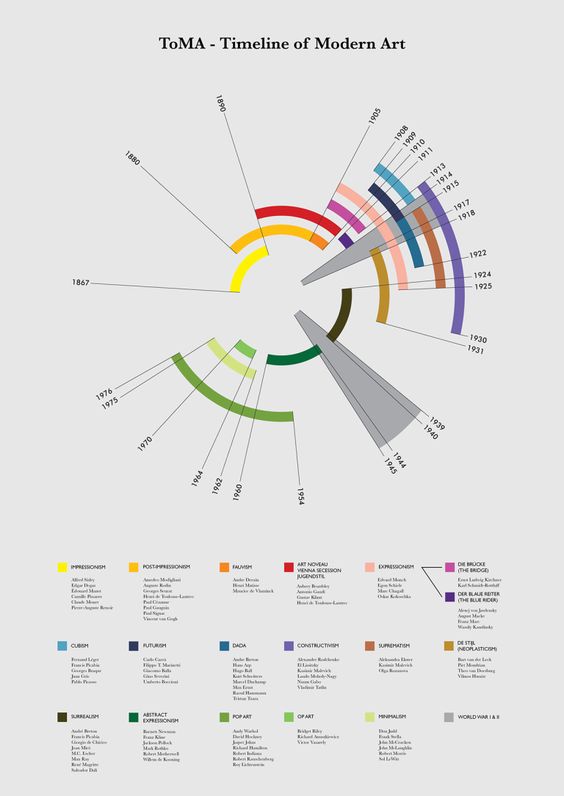 ToMA - Timeline of Modern Art
1890
1880
1867
1905
1908
1909
1910
1911
1913
1914
1915
1917
1918
1922
1924
1925
1930
1931
1939
1940
1944
1945
1954
1960
1962
1964
1970
1975
1976
IMPRESSIONISM
Alfred Sisley
Edgar Degas
Édouard Manet
Camille Pissarro
Claude Monet
Pierre-Auguste Renoir
POST-IMPRESSIONISM
Amedeo Modigliani
Auguste Rodin
Georges Seurat
Henri de Toulouse-Lautrec
Paul Cézanne
Paul Gauguin
Paul Signac
Vincent van Gogh
FAUVISM
Andre Derain
Henri Matisse
Maurice de Vlaminck
ART NOVEAU
VIENNA SECESSION
JUGENDSTIL
Aubrey Beardsley
Antonio Gaudí
Gustav Klimt
Henri de Toulouse-Lautrec
EXPRESSIONISM
Edvard Munch
Egon Schiele
Marc Chagall
Oskar Kokoschka
DIE BRÜCKE
(THE BRIDGE)
Ernst Ludwig Kirchner
Karl Schmidt-Rottluff
DER BLAUE REITER
(THE BLUE RIDER)
Alexej von Jawlensky
August Macke
Franz Marc
Wassily Kandinsky
CUBISM
Fernand Léger
Francis Picabia
Georges Braque
Juan Gris
Pablo Picasso
FUTURISM
Carlo Carrà
Filippo T. Marinetti
Giacomo Balla
Gino Severini
Umberto Boccioni
DADA
Andre Breton
Hans Arp
Hugo Ball
Kurt Schwitters
Marcel Duchamp
Max Ernst
Raoul Hausmann
Tristan Tzara
CONSTRUCTIVISM
Alexander Rodchenko
El Lissitzky
Kasimir Malevich
Laszlo Moholy-Nagy
Naum Gabo
Vladimir Tatlin
SUPREMATISM
Aleksandra Ekster
Kasimir Malevich
Olga Rozanova
DE STIJL
(NEOPLASTICISM)
Bart van der Leck
Piet Mondrian
Theo van Doesburg
Vilmos Huszár
SURREALISM
André Breton
Francis Picabia
Giorgio de Chirico
Joan Miró
M.C. Escher
Man Ray
René Magritte
Salvador Dalí
ABSTRACT
EXPRESSIONISM
Barnett Newman
Franz Kline
Jackson Pollock
Mark Rothko
Robert Motherwell
Willem de Kooning
POP ART
Andy Warhol
David Hockney
Jasper Johns
Richard Hamilton
Robert Indiana
Robert Rauschenberg
Roy Lichtenstein
OP ART
Bridget Riley
Richard Anuszkiewicz
Victor Vasarely
MINIMALISM
Don Judd
Frank Stella
John McCracken
John McLaughlin
Robert Morris
Sol LeWitt
WORLD WAR I & II